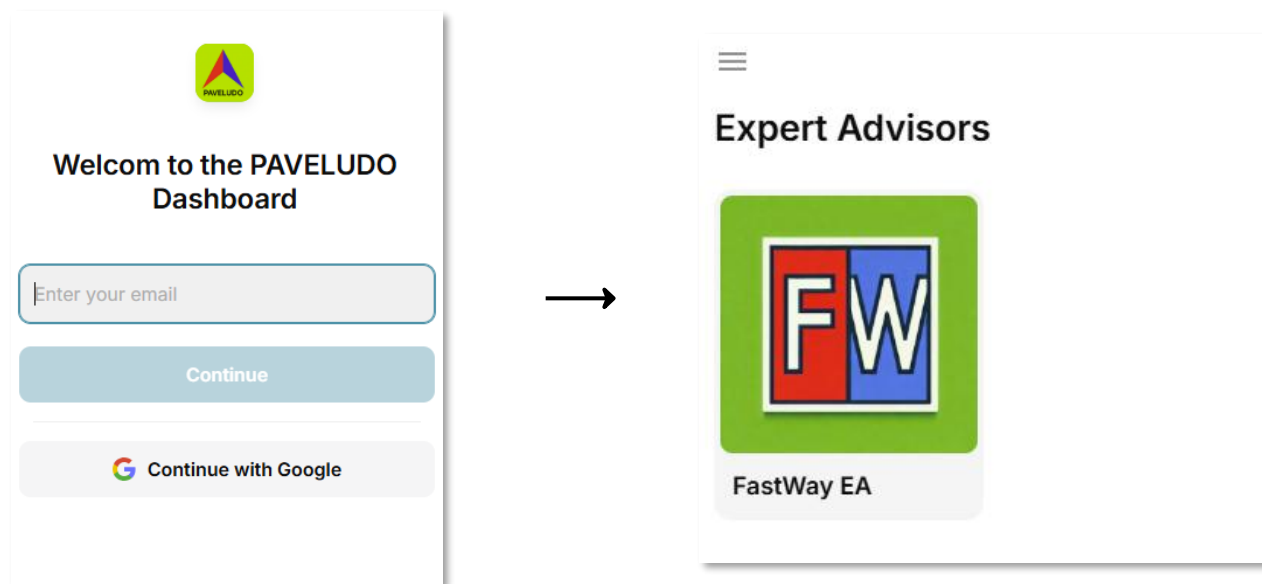 PAVELUDO
Welcom to the PAVELUDO
Dashboard
Enter your email
Continue
Continue with Google
Expert Advisors
FW
FastWay EA